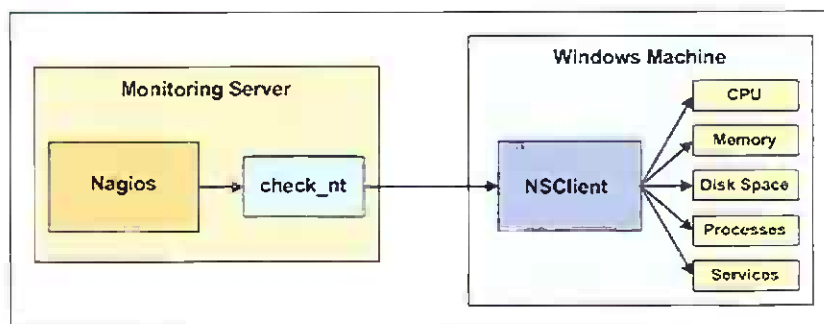 Monitoring Server
Nagios
check_nt
Windows Machine
NSClient
CPU
Memory
Disk Space
Processes
Services